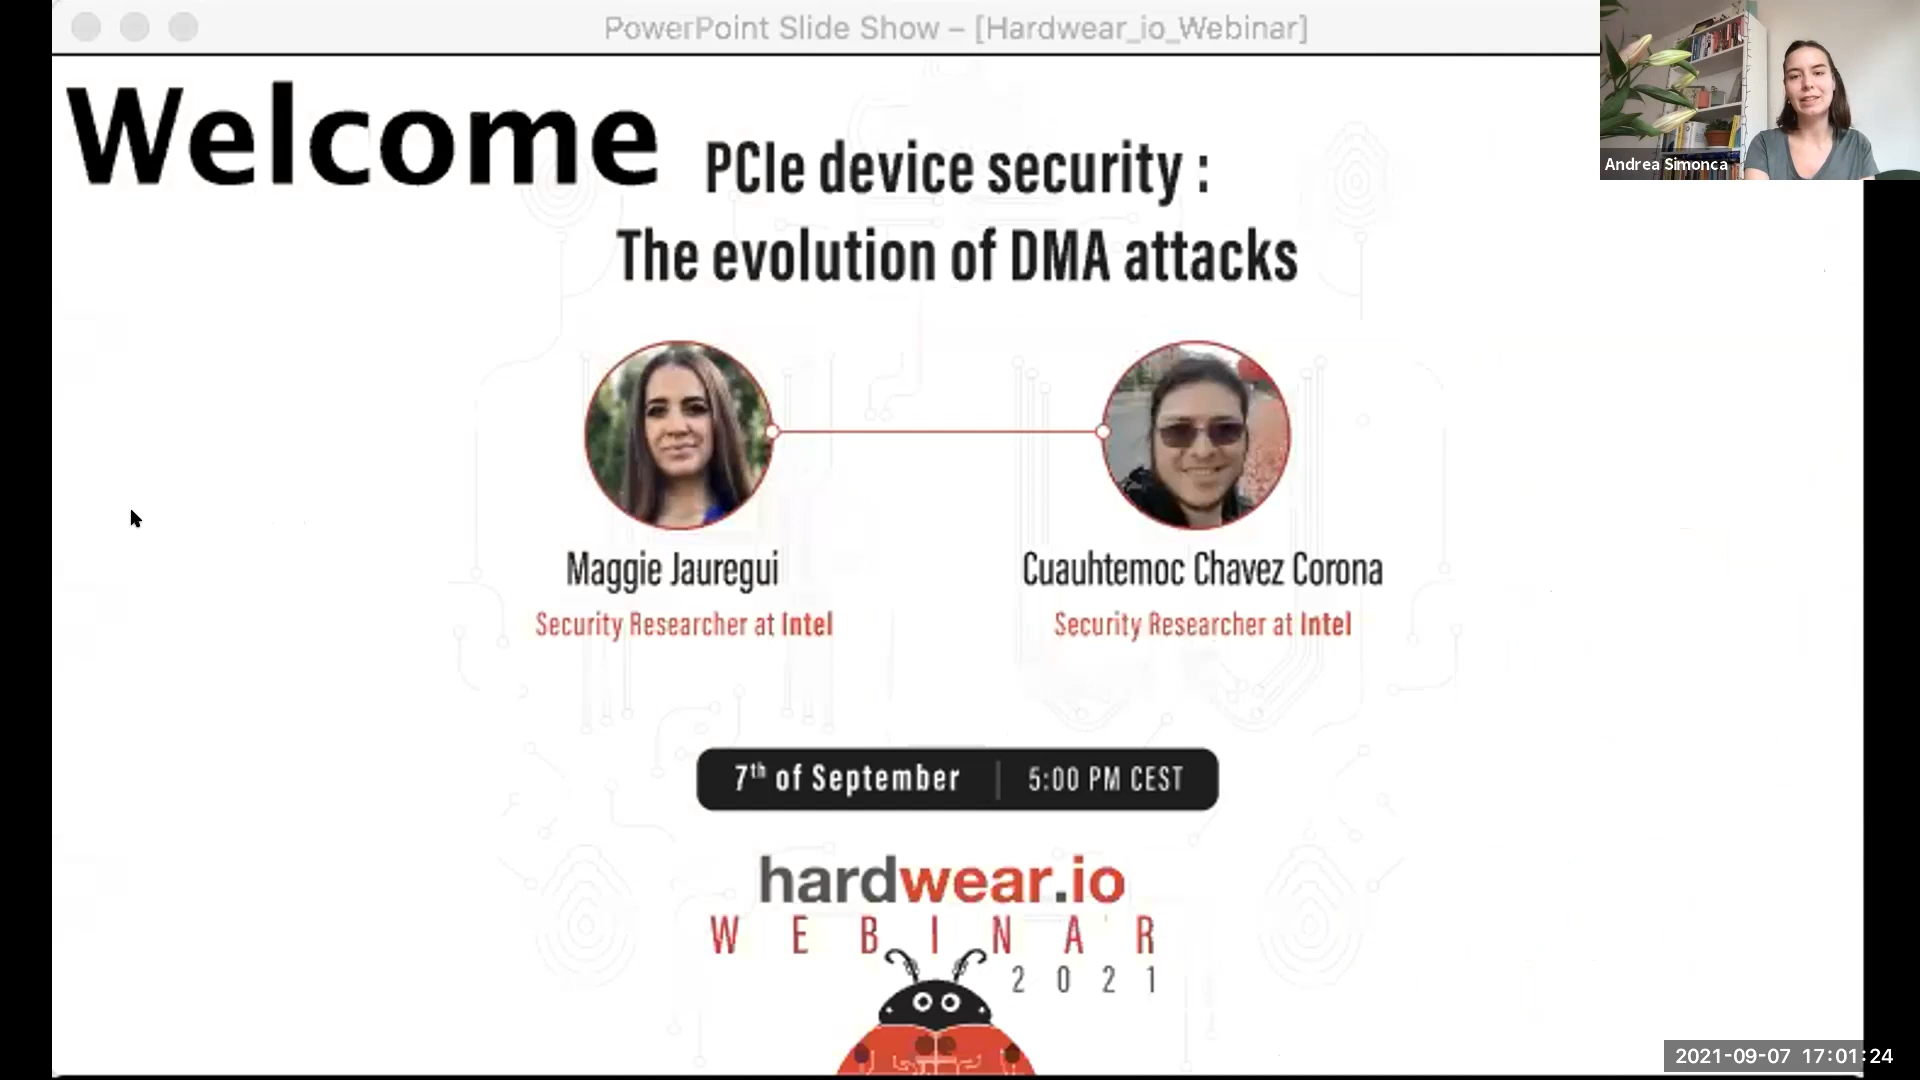 PowerPoint Slide Show – [Hardwear_io_Webinar]
Andrea Simonca
Welcome
PCIe device security :
The evolution of DMA attacks
Maggie Jauregui
Cuauhtemoc Chavez Corona
Security Researcher at Intel
Security Researcher at Intel
7th of September | 5:00 PM CEST
hardwear.io
WEBINAR
2021
2021-09-07 17:01:24